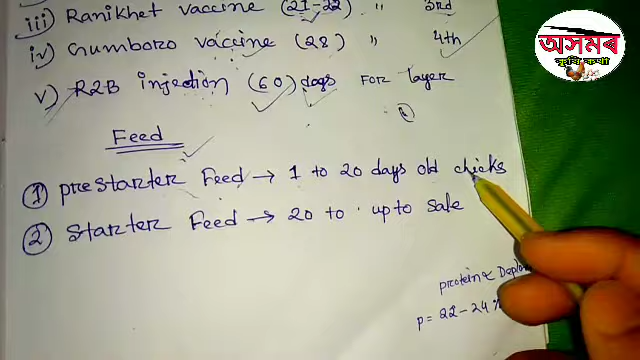 iii) Ranikhet vaccine (21-22) " 3rd
iv) Gumboro vaccine (28) " 4th
v) R2B injection (60) days For layer
Feed
1 prestarter Feed → 1 to 20 days old chicks
2 Starter Feed → 20 to up to Sale
protein &
p = 22-24%
অসমৰ
কৃষি কথা